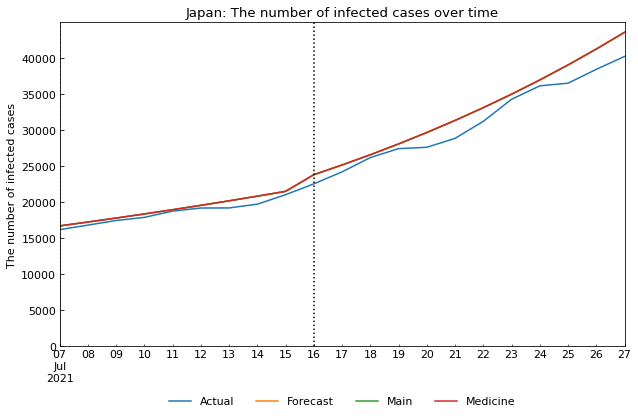 Japan: The number of infected cases over time
The number of infected cases
40000
35000
30000
25000
20000
15000
10000
5000
0
07 08 09 10 11 12 13 14 15 16 17 18 19 20 21 22 23 24 25 26 27
Jul
2021
Actual Forecast Main Medicine